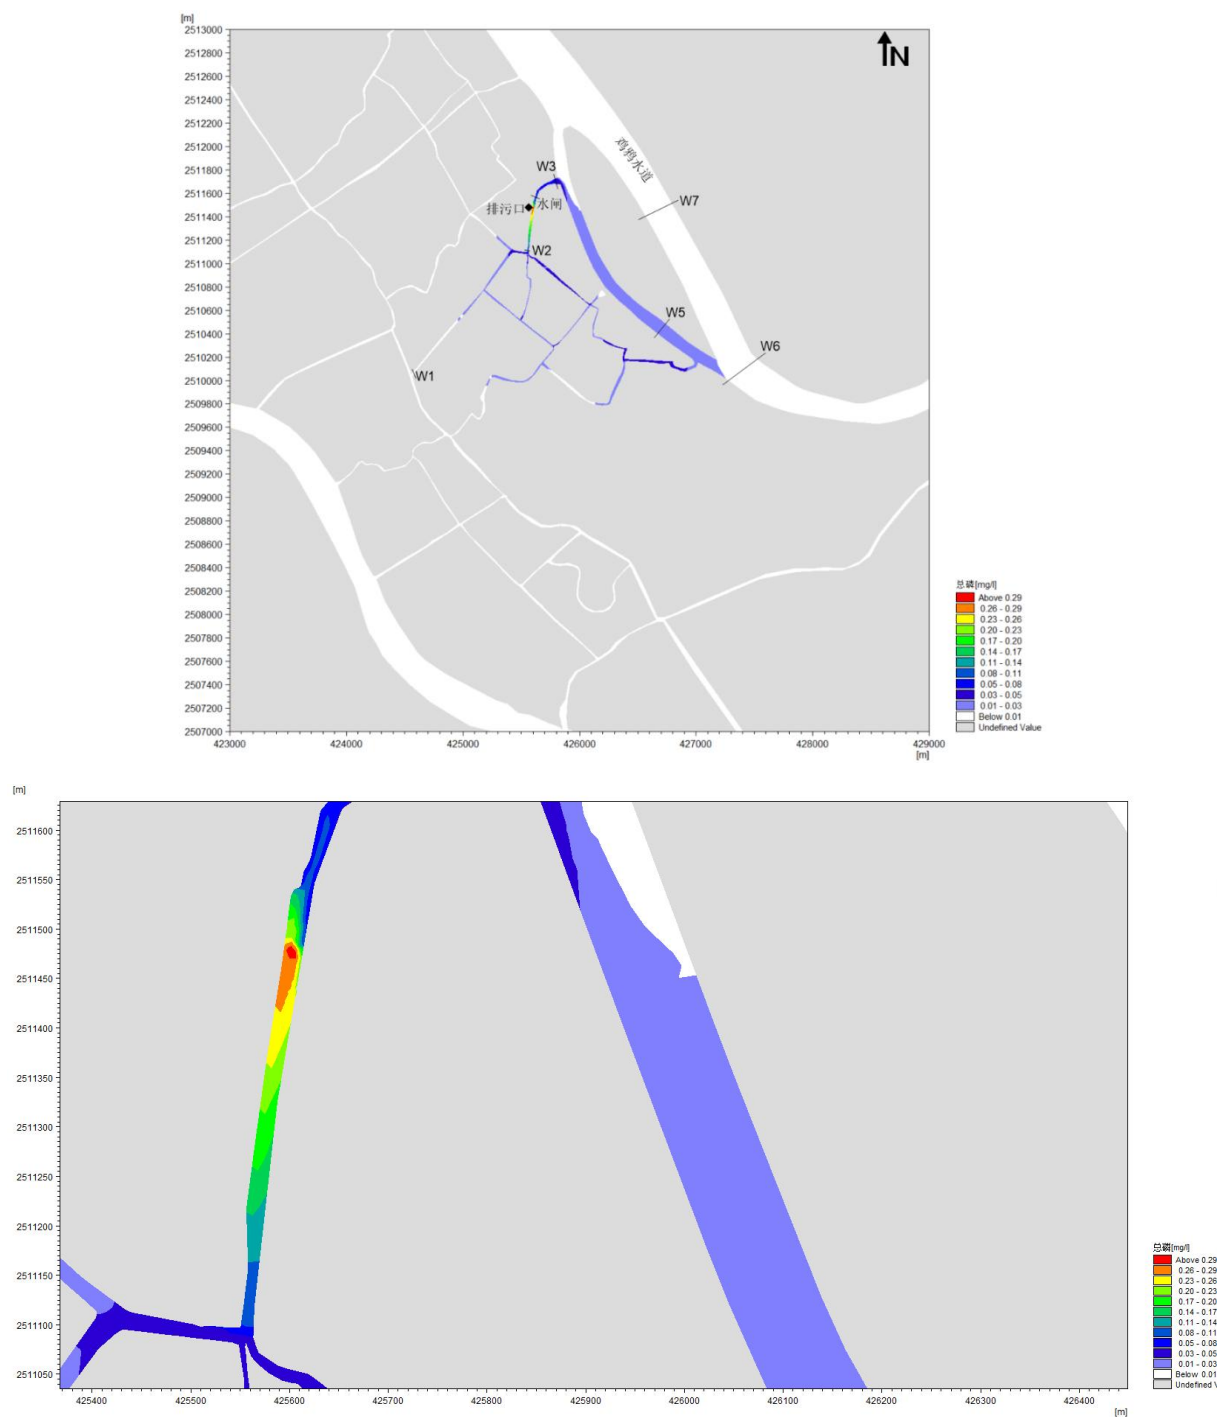 [m]
2513000
2512800
2512600
2512400
2512200
2512000
2511800
2511600
2511400
2511200
2511000
2510800
2510600
2510400
2510200
2510000
2509800
2509600
2509400
2509200
2509000
2508800
2508600
2508400
2508200
2508000
2507800
2507600
2507400
2507200
2507000
423000 424000 425000 426000 427000 428000 429000
[m]
N
鸡鸦水道
W3
W7
排污口
水闸
W2
W5
W6
W1
总磷[mg/l]
Above 0.29
0.26 - 0.29
0.23 - 0.26
0.20 - 0.23
0.17 - 0.20
0.14 - 0.17
0.11 - 0.14
0.08 - 0.11
0.05 - 0.08
0.03 - 0.05
0.01 - 0.03
Below 0.01
Undefined Value
[m]
2511600
2511550
2511500
2511450
2511400
2511350
2511300
2511250
2511200
2511150
2511100
2511050
425400 425500 425600 425700 425800 425900 426000 426100 426200 426300 426400
[m]
总磷[mg/l]
Above 0.29
0.26 - 0.29
0.23 - 0.26
0.20 - 0.23
0.17 - 0.20
0.14 - 0.17
0.11 - 0.14
0.08 - 0.11
0.05 - 0.08
0.03 - 0.05
0.01 - 0.03
Below 0.01
Undefined V